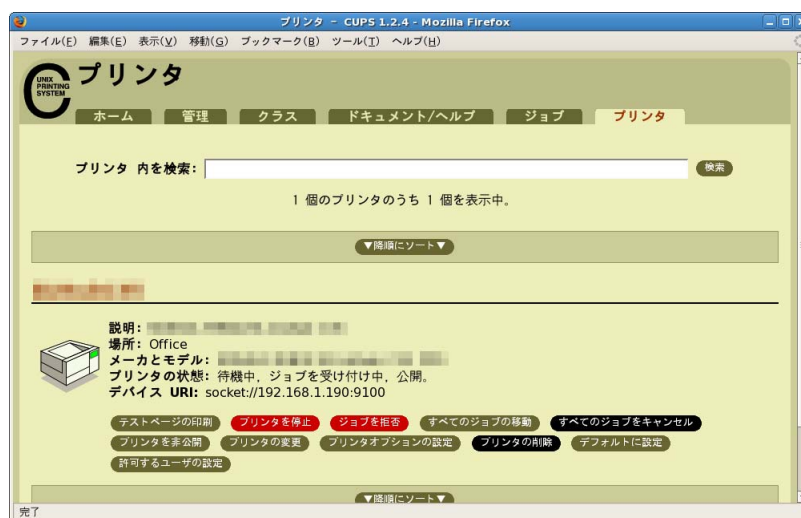 プリンタ - CUPS 1.2.4 - Mozilla Firefox
ファイル(F) 編集(E) 表示(V) 移動(G) ブックマーク(B) ツール(T) ヘルプ(H)
UNIX
PRINTING
SYSTEM
プリンタ
ホーム 管理 クラス ドキュメント/ヘルプ ジョブ プリンタ
プリンタ 内を検索: 検索
1 個のプリンタのうち 1 個を表示中。
▼降順にソート▼
説明:
場所: Office
メーカとモデル:
プリンタの状態: 待機中, ジョブを受け付け中, 公開。
デバイス URI: socket://192.168.1.190:9100
テストページの印刷 プリンタを停止 ジョブを拒否 すべてのジョブの移動 すべてのジョブをキャンセル
プリンタを非公開 プリンタの変更 プリンタオプションの設定 プリンタの削除 デフォルトに設定
許可するユーザの設定
▼降順にソート▼
完了